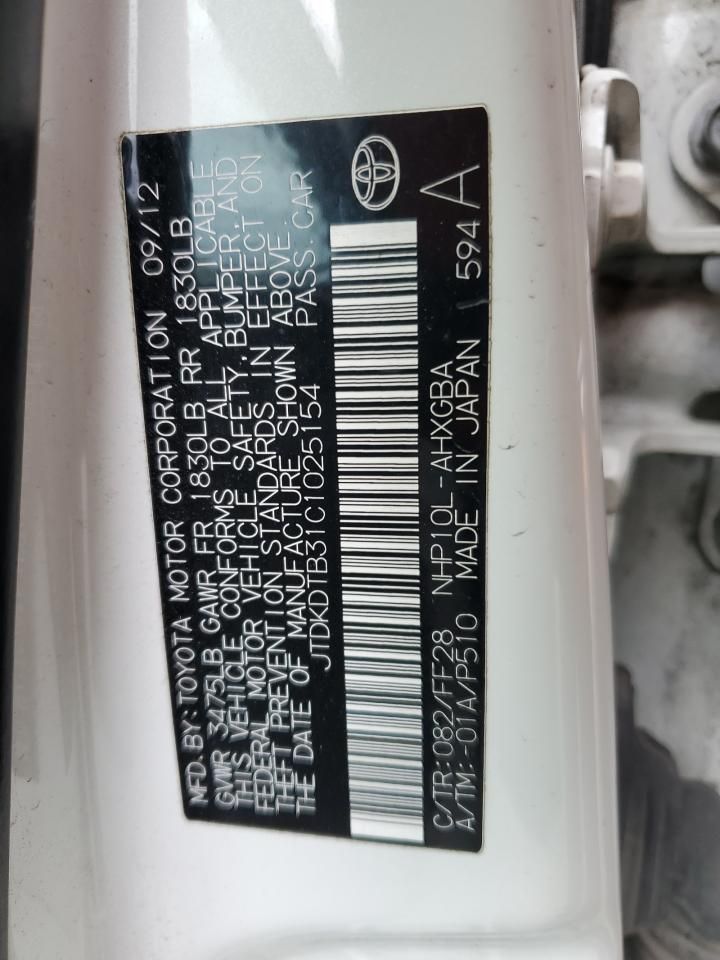 MFD.BY:TOYOTA MOTOR CORPORATION 09/12
GVWR 3475LB GAWR FR 1830LB RR 1830LB
THIS VEHICLE CONFORMS TO ALL APPLICABLE
FEDERAL MOTOR VEHICLE SAFETY,BUMPER,AND
THEFT PREVENTION STANDARDS IN EFFECT ON
THE DATE OF MANUFACTURE SHOWN ABOVE.
JTDKDTB31C1025154 PASS.CAR
C/TR:082/FF28 NHP10L-AHXGBA A
A/TM:-01A/P510 MADE IN JAPAN 594